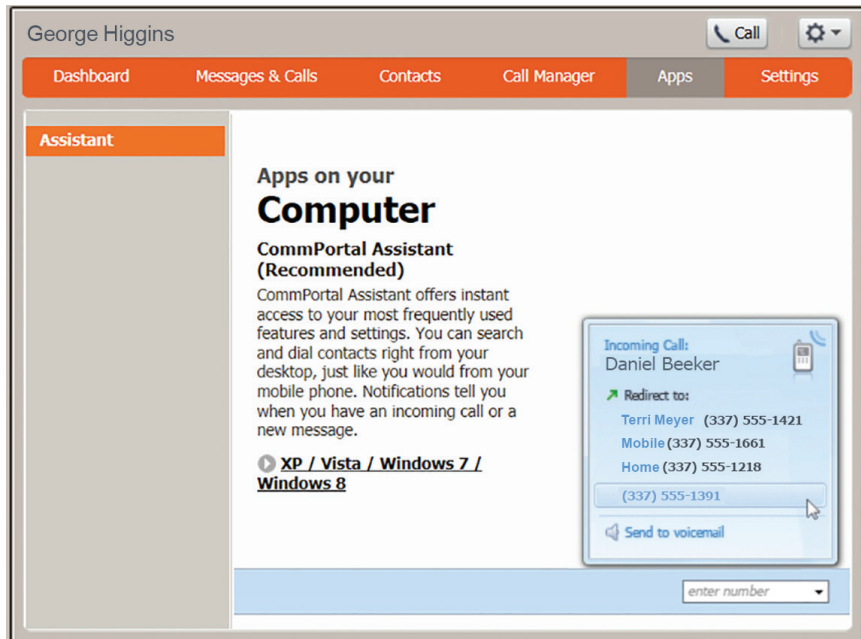 George Higgins
Call
Dashboard Messages & Calls Contacts Call Manager Apps Settings
Assistant
Apps on your
Computer
CommPortal Assistant
(Recommended)
CommPortal Assistant offers instant
access to your most frequently used
features and settings. You can search
and dial contacts right from your
desktop, just like you would from your
mobile phone. Notifications tell you
when you have an incoming call or a
new message.
XP / Vista / Windows 7 /
Windows 8
Incoming Call:
Daniel Beeker
Redirect to:
Terri Meyer (337) 555-1421
Mobile (337) 555-1661
Home (337) 555-1218
(337) 555-1391
Send to voicemail
enter number